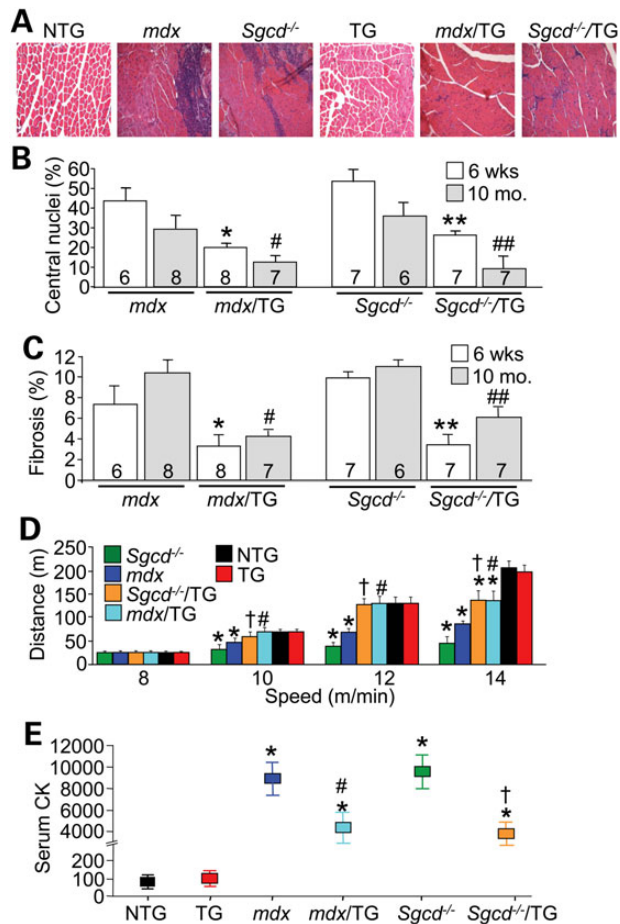 A
NTG mdx Sgcd-/- TG mdx/TG Sgcd-/-/TG
B
Central nuclei (%)
60
50
40
30
20
10
0
6 wks
10 mo.
* # ** ##
6 8 8 7 7 6 7 7
mdx mdx/TG Sgcd-/- Sgcd-/-/TG
C
Fibrosis (%)
12
10
8
6
4
2
0
6 wks
10 mo.
* # ** ##
6 8 8 7 7 6 7 7
mdx mdx/TG Sgcd-/- Sgcd-/-/TG
D
Distance (m)
250
200
150
100
50
0
Sgcd-/- NTG
mdx TG
Sgcd-/-/TG
mdx/TG
* * † # * * † # * * † # * *
8 10 12 14
Speed (m/min)
E
Serum CK
12000
10000
8000
6000
4000
200
100
0
* # * * † *
NTG TG mdx mdx/TG Sgcd-/- Sgcd-/-/TG